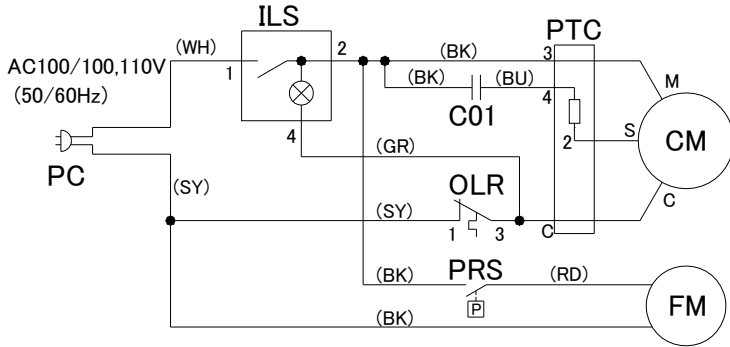 ILS
PTC
(WH)
2
(BK)
3
M
AC100/100,110V
1
(BK)
(BU)
4
(50/60Hz)
C01
S
CM
4
2
(GR)
PC
OLR
C
(SY)
(SY)
1
3
C
PRS
(BK)
(RD)
P
FM
(BK)